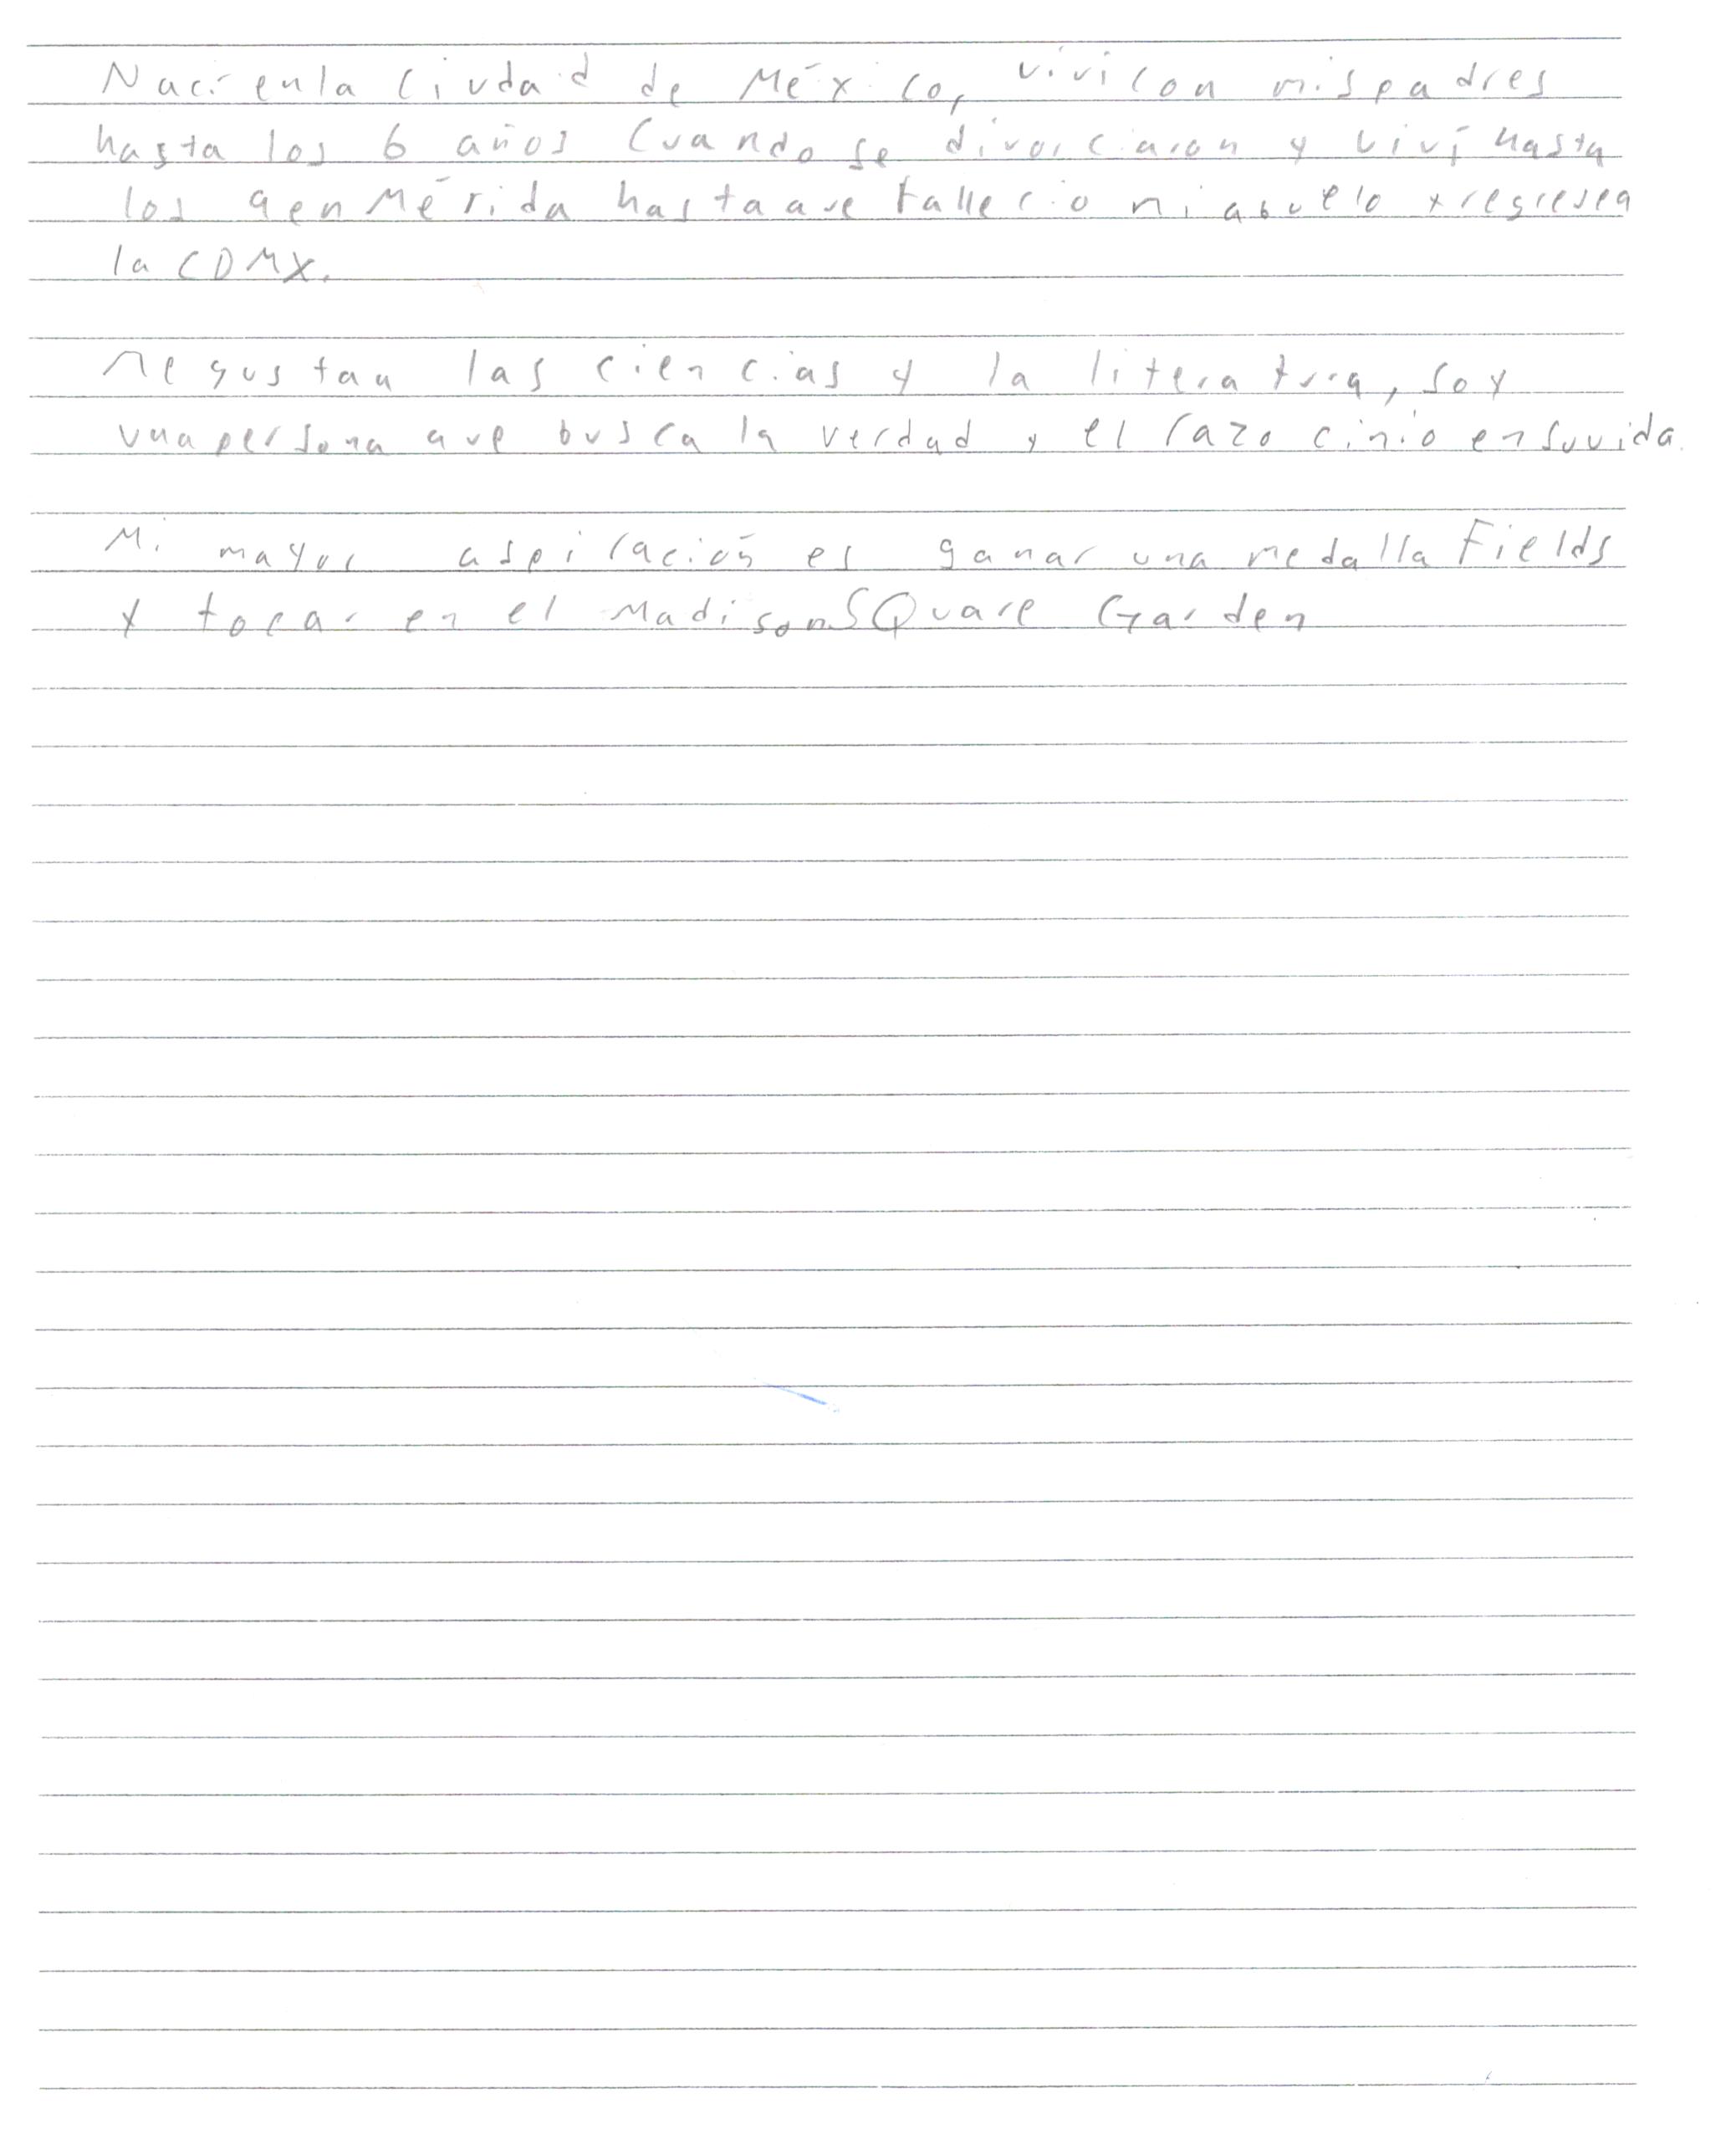 Nací en la Ciudad de México, viví con mis padres
hasta los 6 años cuando se divorciaron y viví hasta
los 9 en Mérida hasta que fallecio mi abuelo y regrese a
la CDMX.
Me gustan las ciencias y la literatura, soy
una persona que busca la verdad y el razocinio en su vida.
Mi mayor aspiración es ganar una medalla Fields
y tocar en el Madison SQuare Garden